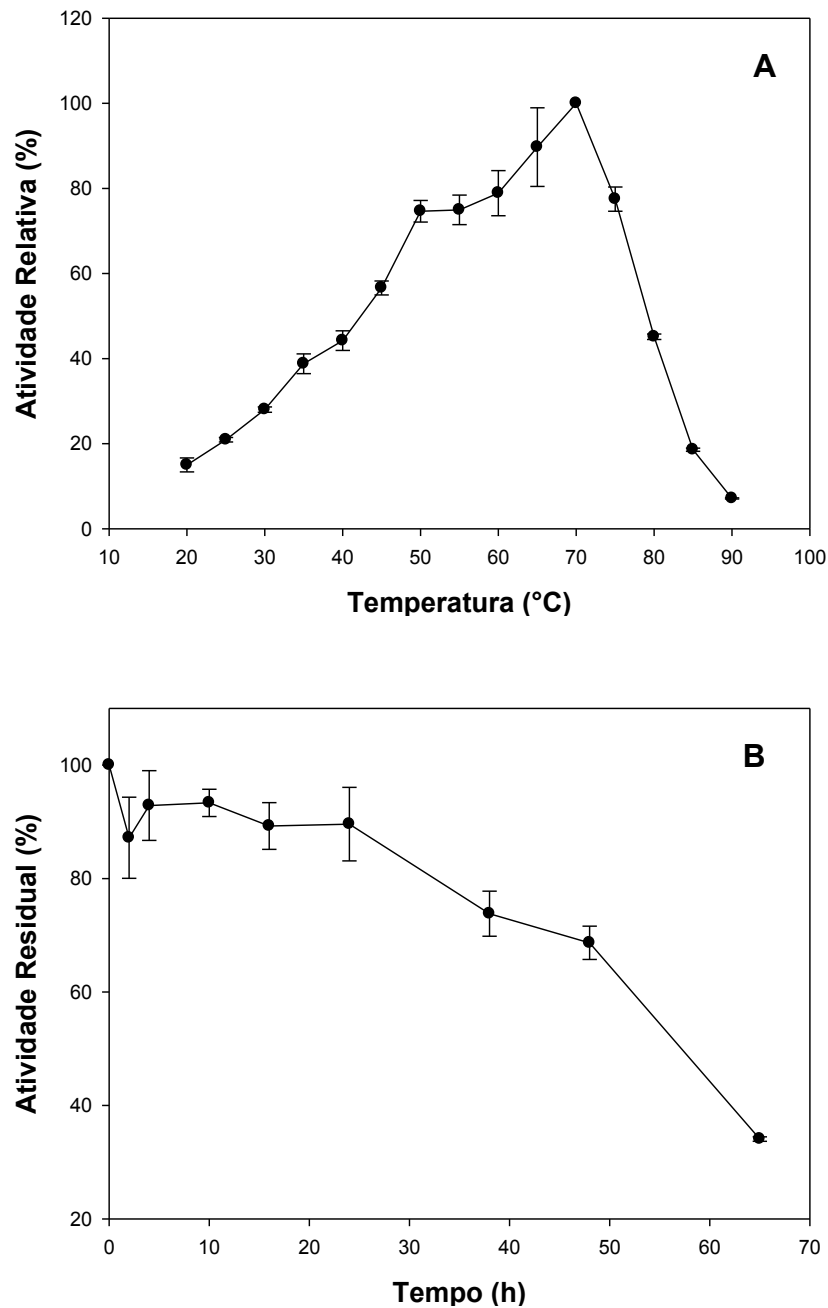 120
A
100
80
60
40
20
0
Atividade Relativa (%)
10 20 30 40 50 60 70 80 90 100
Temperatura (°C)
B
100
80
60
40
20
Atividade Residual (%)
0 10 20 30 40 50 60 70
Tempo (h)